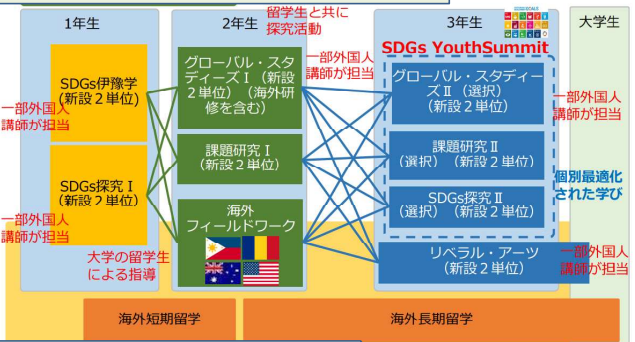 1年生
2年生
3年生
大学生
留学生と共に
探究活動
SDGs YouthSummit
SDGs伊豫学
(新設２単位)
一部外国人
講師が担当
SDGs探究Ⅰ
(新設２単位)
一部外国人
講師が担当
グローバル・スタ
ディーズⅠ（新設
２単位）（海外研
修を含む）
一部外国人
講師が担当
課題研究Ⅰ
（新設２単位）
海外
フィールドワーク
大学の留学生
による指導
グローバル・スタディー
ズⅡ（選択）
（新設２単位）
一部外国人
講師が担当
課題研究Ⅱ
（選択）（新設２単位）
SDGs探究Ⅱ
（選択）（新設２単位）
個別最適化
された学び
リベラル・アーツ
（新設２単位）
一部外国人
講師が担当
海外短期留学
海外長期留学